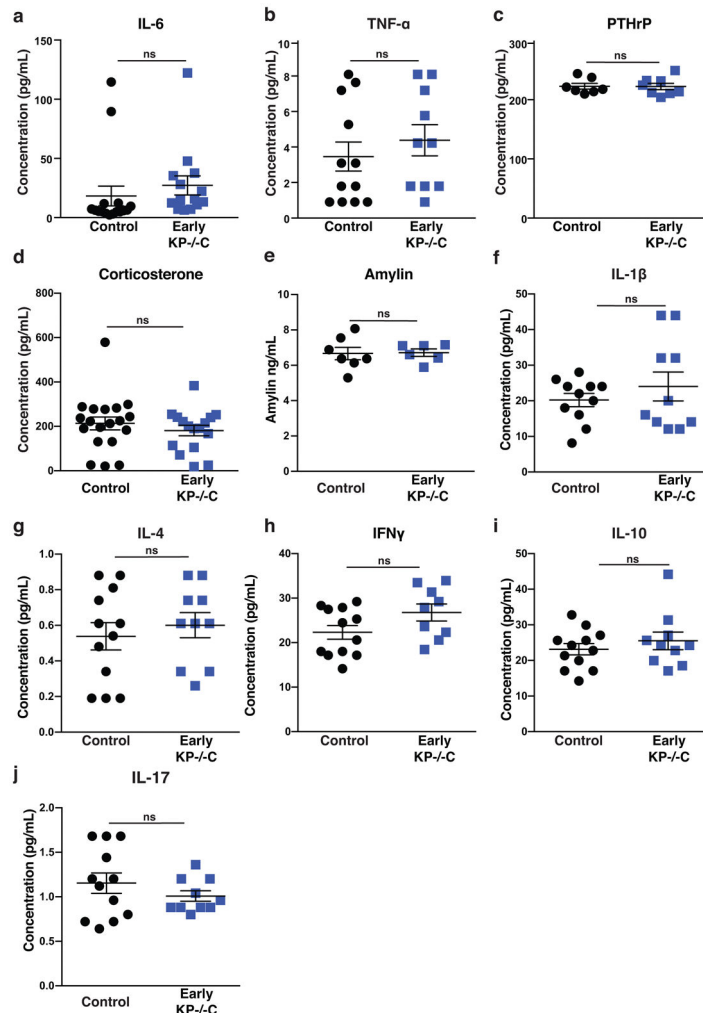 a
IL-6
Concentration (pg/mL)
150
100
50
0
ns
Control
Early
KP-/-C
b
TNF-α
Concentration (pg/mL)
10
8
6
4
2
0
ns
Control
Early
KP-/-C
c
PTHrP
Concentration (pg/mL)
300
200
100
0
ns
Control
Early
KP-/-C
d
Corticosterone
Concentration (pg/mL)
800
600
400
200
0
ns
Control
Early
KP-/-C
e
Amylin
Amylin ng/mL
10
8
6
4
2
0
ns
Control
Early
KP-/-C
f
IL-1β
Concentration (pg/mL)
50
40
30
20
10
0
ns
Control
Early
KP-/-C
g
IL-4
Concentration (pg/mL)
1.0
0.8
0.6
0.4
0.2
0.0
ns
Control
Early
KP-/-C
h
IFNγ
Concentration (pg/mL)
40
30
20
10
0
ns
Control
Early
KP-/-C
i
IL-10
Concentration (pg/mL)
50
40
30
20
10
0
ns
Control
Early
KP-/-C
j
IL-17
Concentration (pg/mL)
2.0
1.5
1.0
0.5
0.0
ns
Control
Early
KP-/-C